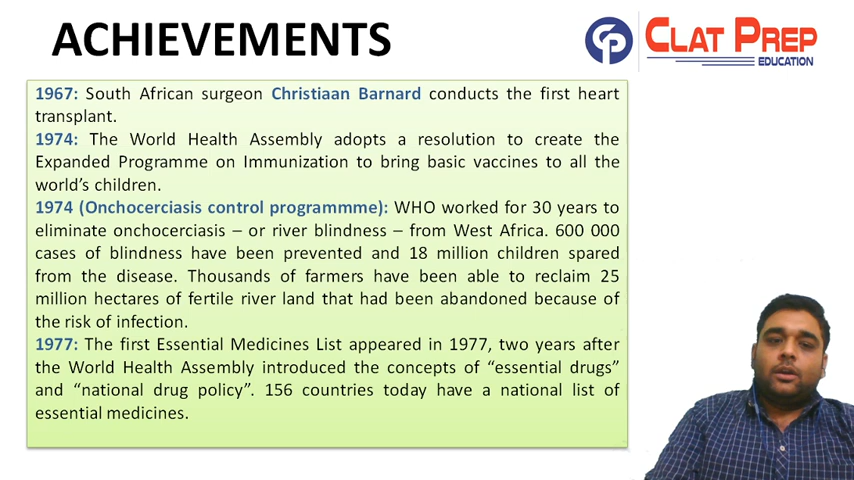 ACHIEVEMENTS
CLAT PREP
EDUCATION
1967: South African surgeon Christiaan Barnard conducts the first heart
transplant.
1974: The World Health Assembly adopts a resolution to create the
Expanded Programme on Immunization to bring basic vaccines to all the
world's children.
1974 (Onchocerciasis control programmme): WHO worked for 30 years to
eliminate onchocerciasis – or river blindness – from West Africa. 600 000
cases of blindness have been prevented and 18 million children spared
from the disease. Thousands of farmers have been able to reclaim 25
million hectares of fertile river land that had been abandoned because of
the risk of infection.
1977: The first Essential Medicines List appeared in 1977, two years after
the World Health Assembly introduced the concepts of “essential drugs”
and “national drug policy”. 156 countries today have a national list of
essential medicines.